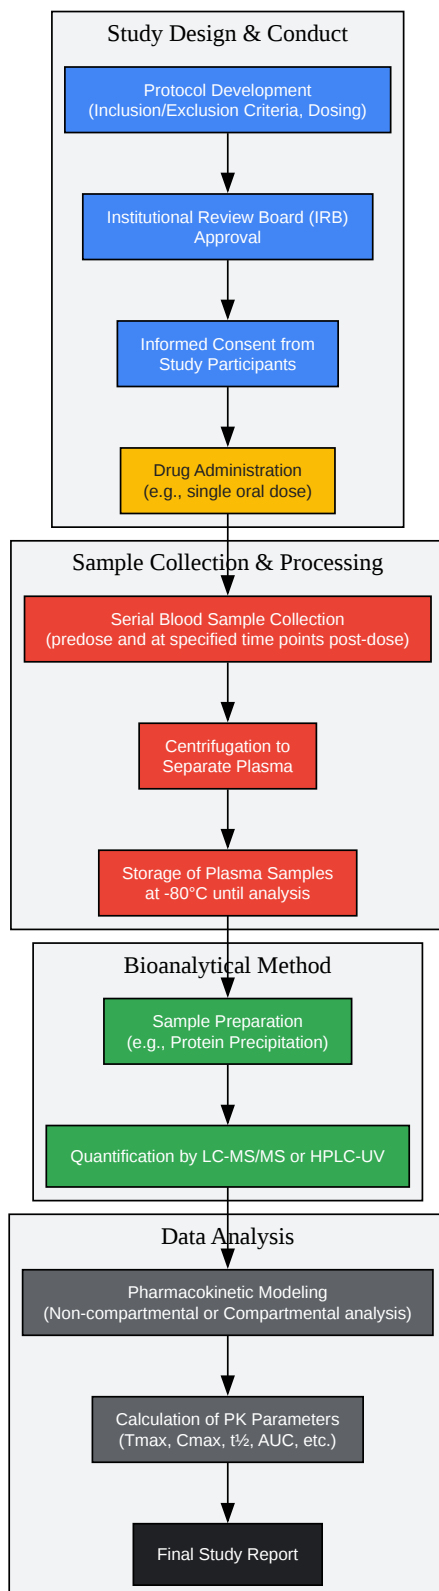 Study Design & Conduct
Protocol Development
(Inclusion/Exclusion Criteria, Dosing)
Institutional Review Board (IRB)
Approval
Informed Consent from
Study Participants
Drug Administration
(e.g., single oral dose)
Sample Collection & Processing
Serial Blood Sample Collection
(predose and at specified time points post-dose)
Centrifugation to
Separate Plasma
Storage of Plasma Samples
at -80°C until analysis
Bioanalytical Method
Sample Preparation
(e.g., Protein Precipitation)
Quantification by LC-MS/MS or HPLC-UV
Data Analysis
Pharmacokinetic Modeling
(Non-compartmental or Compartmental analysis)
Calculation of PK Parameters
(Tmax, Cmax, t½, AUC, etc.)
Final Study Report